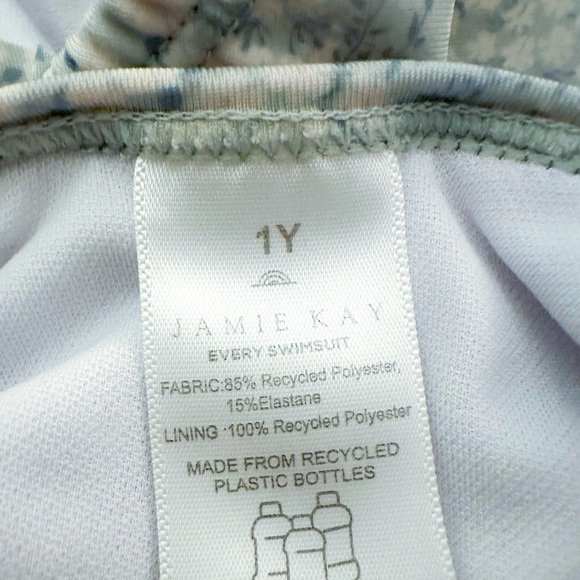 1Y
JAMIE KAY
EVERY SWIMSUIT
FABRIC:85% Recycled Polyester,
15%Elastane
LINING :100% Recycled Polyester
MADE FROM RECYCLED
PLASTIC BOTTLES